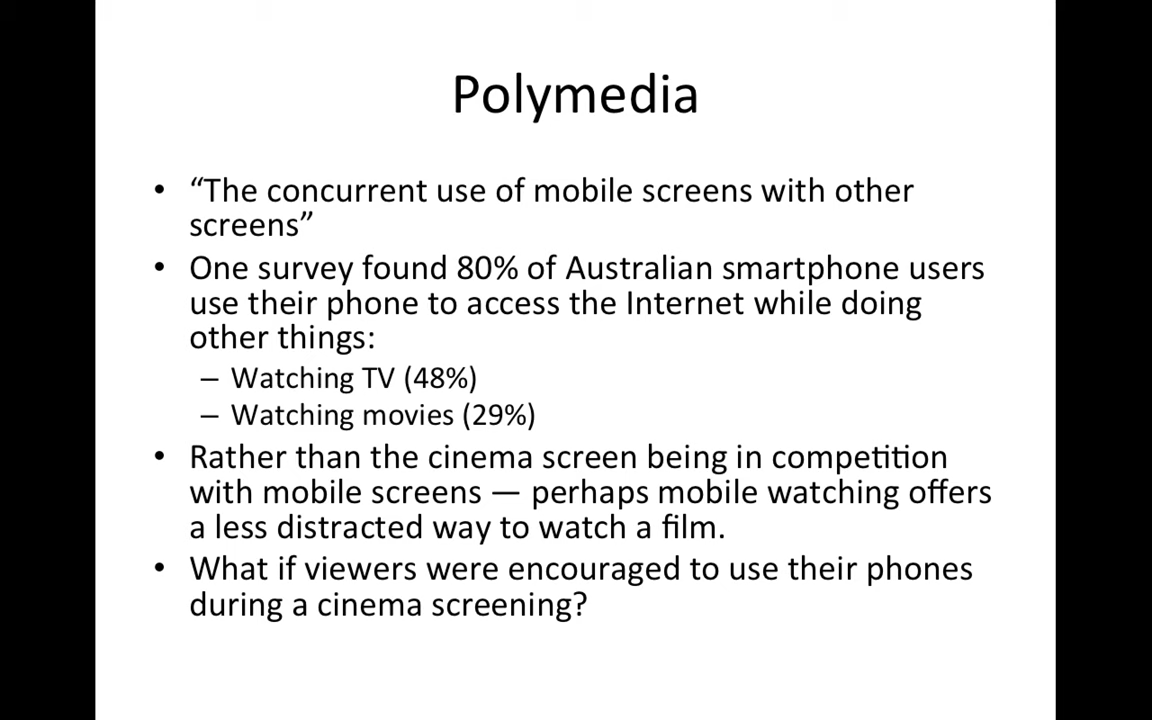 Polymedia
• “The concurrent use of mobile screens with other
screens”
• One survey found 80% of Australian smartphone users
use their phone to access the Internet while doing
other things:
– Watching TV (48%)
– Watching movies (29%)
• Rather than the cinema screen being in competition
with mobile screens — perhaps mobile watching offers
a less distracted way to watch a film.
• What if viewers were encouraged to use their phones
during a cinema screening?